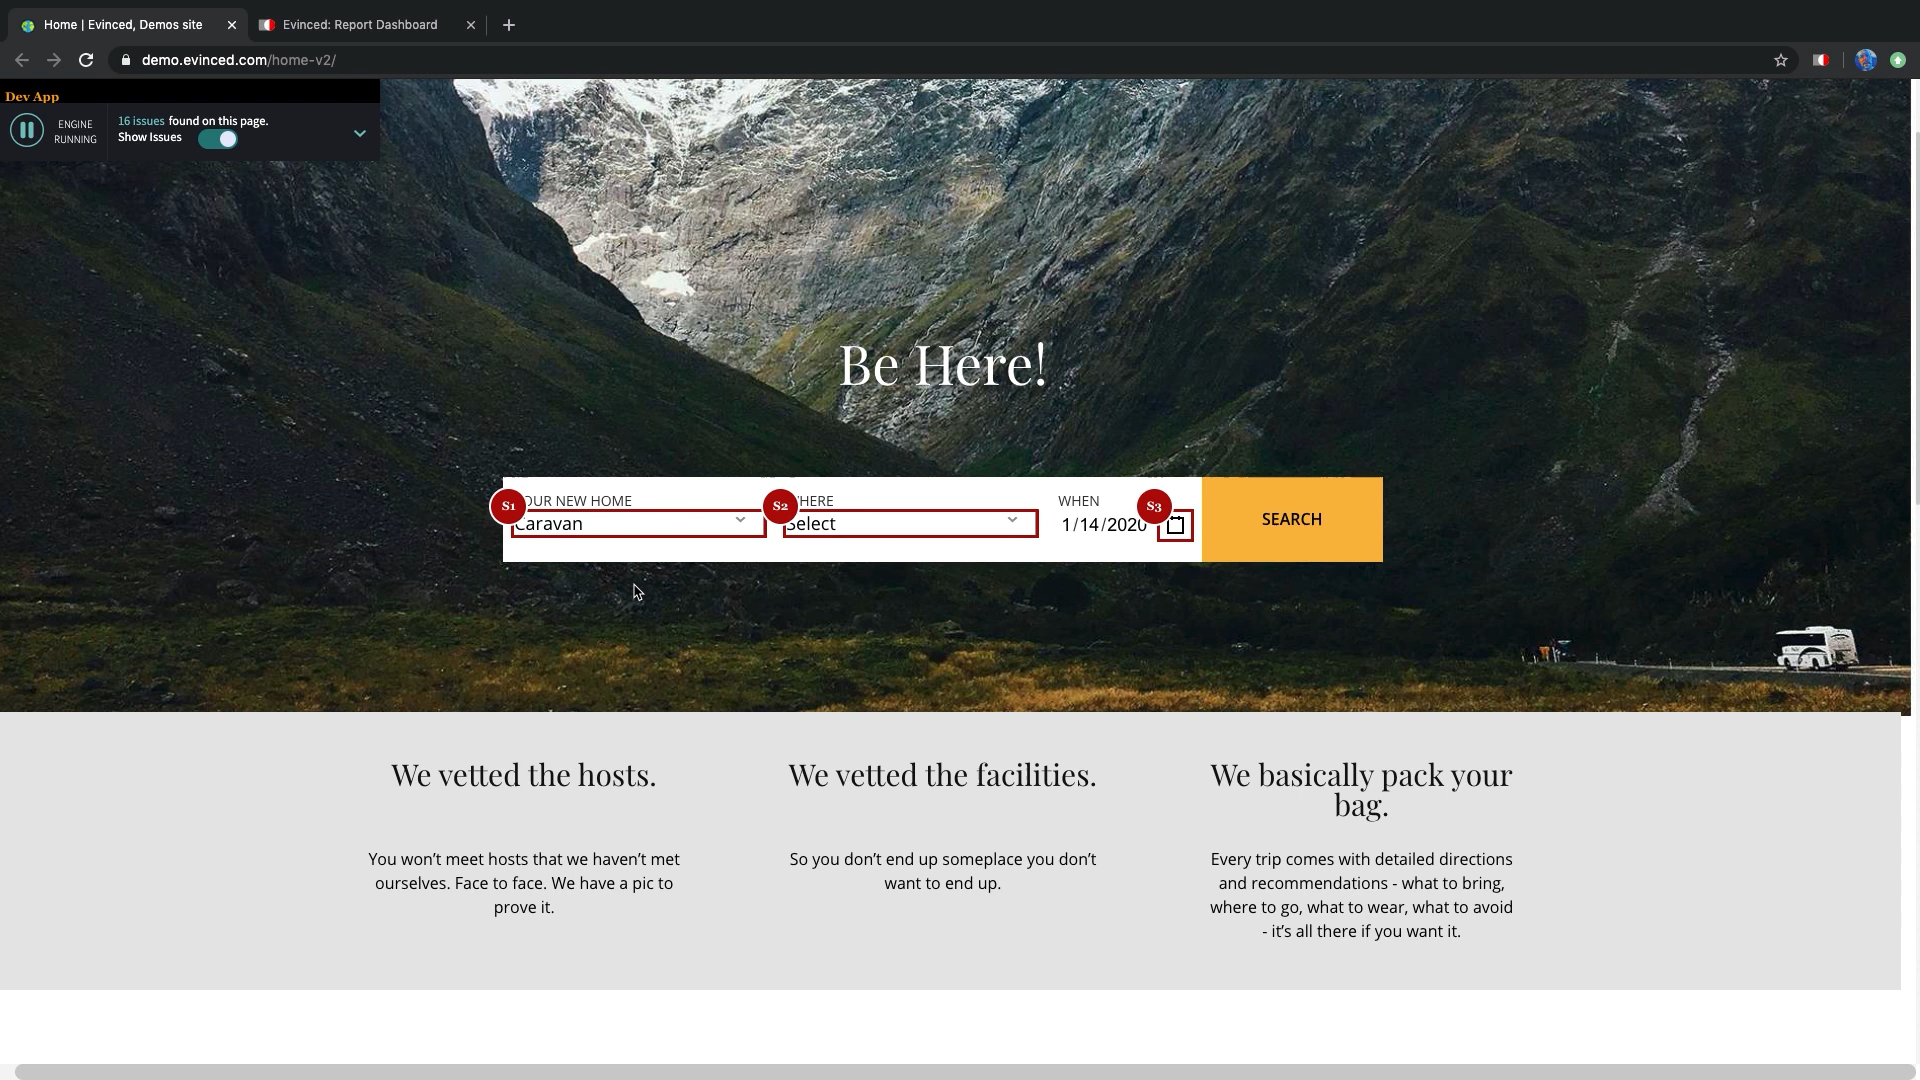 Home | Evinced, Demos site
Evinced: Report Dashboard
demo.evinced.com/home-v2/
Dev App
ENGINE
RUNNING
16 issues found on this page.
Show Issues
Be Here!
S1
OUR NEW HOME
Caravan
S2
HERE
Select
WHEN
1/14/2020
S3
SEARCH
We vetted the hosts.
You won’t meet hosts that we haven’t met
ourselves. Face to face. We have a pic to
prove it.
We vetted the facilities.
So you don’t end up someplace you don’t
want to end up.
We basically pack your
bag.
Every trip comes with detailed directions
and recommendations - what to bring,
where to go, what to wear, what to avoid
- it’s all there if you want it.